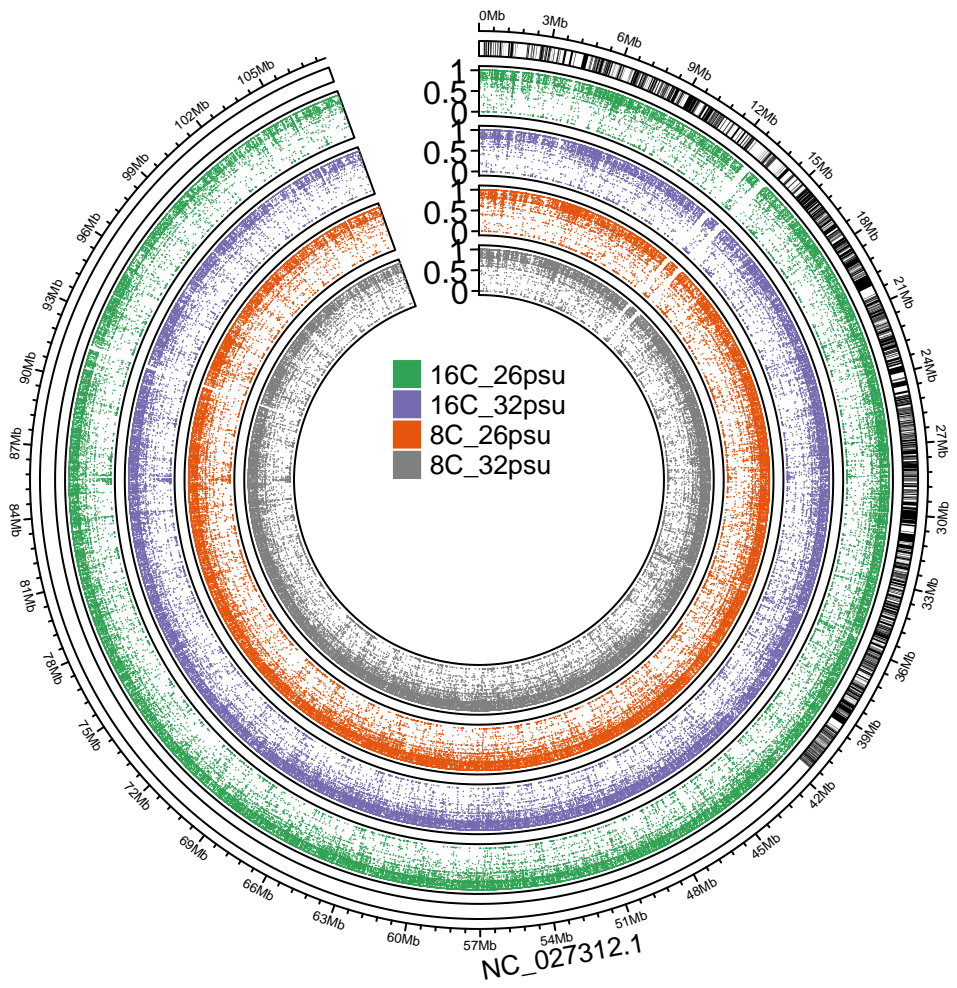 0Mb
3Mb
6Mb
9Mb
12Mb
15Mb
18Mb
21Mb
24Mb
27Mb
30Mb
33Mb
36Mb
39Mb
42Mb
45Mb
48Mb
51Mb
54Mb
57Mb
60Mb
63Mb
66Mb
69Mb
72Mb
75Mb
78Mb
81Mb
84Mb
87Mb
90Mb
93Mb
96Mb
99Mb
102Mb
105Mb
1
0.5
0
1
0.5
0
1
0.5
0
1
0.5
0
16C_26psu
16C_32psu
8C_26psu
8C_32psu
NC_027312.1